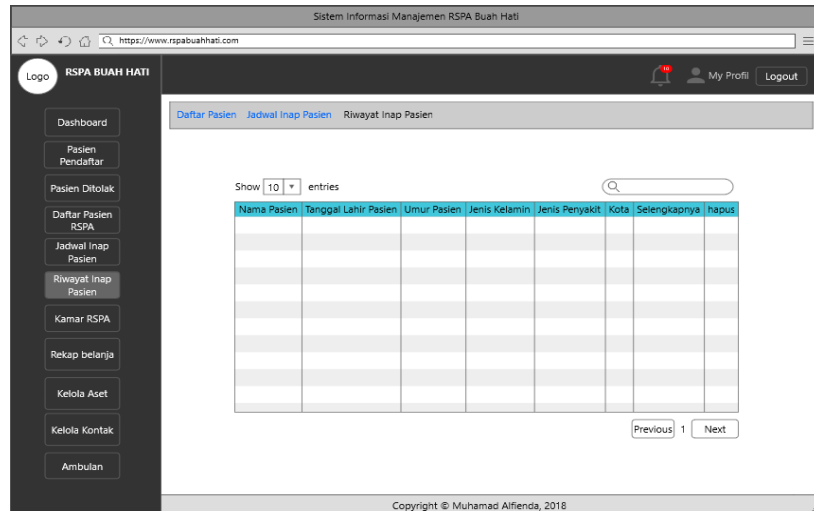 Sistem Informasi Manajemen RSPA Buah Hati
https://www.rspabuahhati.com
Logo
RSPA BUAH HATI
10
My Profil
Logout
Dashboard
Pasien
Pendaftar
Pasien Ditolak
Daftar Pasien
RSPA
Jadwal Inap
Pasien
Riwayat Inap
Pasien
Kamar RSPA
Rekap belanja
Kelola Aset
Kelola Kontak
Ambulan
Daftar Pasien Jadwal Inap Pasien Riwayat Inap Pasien
Show 10 entries
Nama Pasien Tanggal Lahir Pasien Umur Pasien Jenis Kelamin Jenis Penyakit Kota Selengkapnya hapus
Previous 1 Next
Copyright © Muhamad Alfienda, 2018